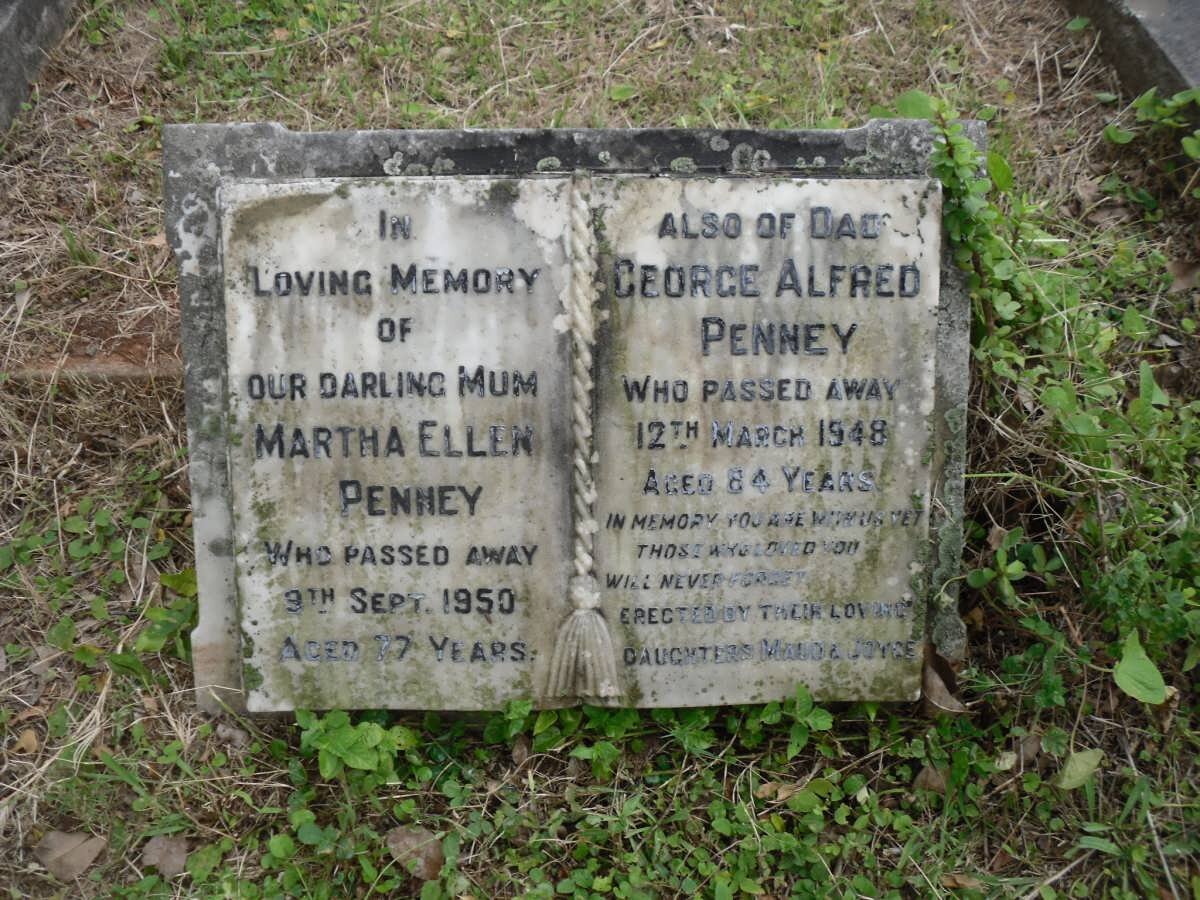 IN
LOVING MEMORY
OF
OUR DARLING MUM
MARTHA ELLEN
PENNEY
WHO PASSED AWAY
9TH SEPT. 1950
AGED 77 YEARS.
ALSO OF DAD
GEORGE ALFRED
PENNEY
WHO PASSED AWAY
12TH MARCH 1948
AGED 84 YEARS
IN MEMORY YOU ARE WITH US YET
THOSE WHO LOVED YOU
WILL NEVER FORGET
ERECTED BY THEIR LOVING
DAUGHTERS MAUD & JOYCE